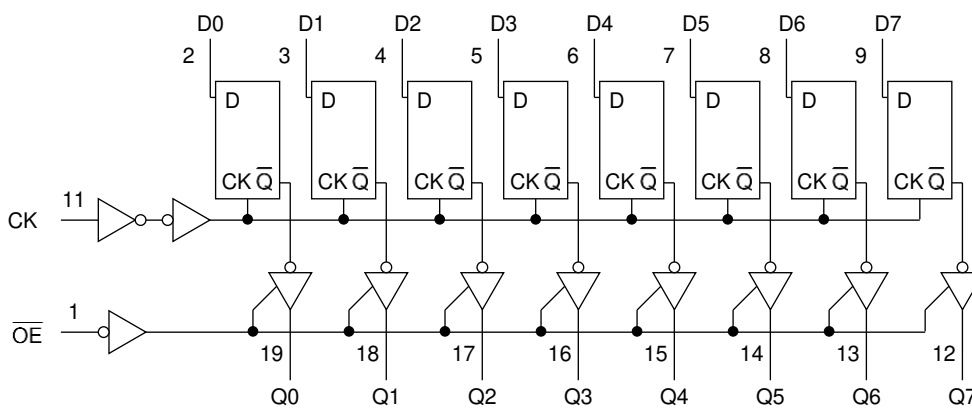 D0 D1 D2 D3 D4 D5 D6 D7
2 3 4 5 6 7 8 9
D D D D D D D D
CK Q̅ CK Q̅ CK Q̅ CK Q̅ CK Q̅ CK Q̅ CK Q̅ CK Q̅
11
CK
1
O̅E̅
19 18 17 16 15 14 13 12
Q0 Q1 Q2 Q3 Q4 Q5 Q6 Q7